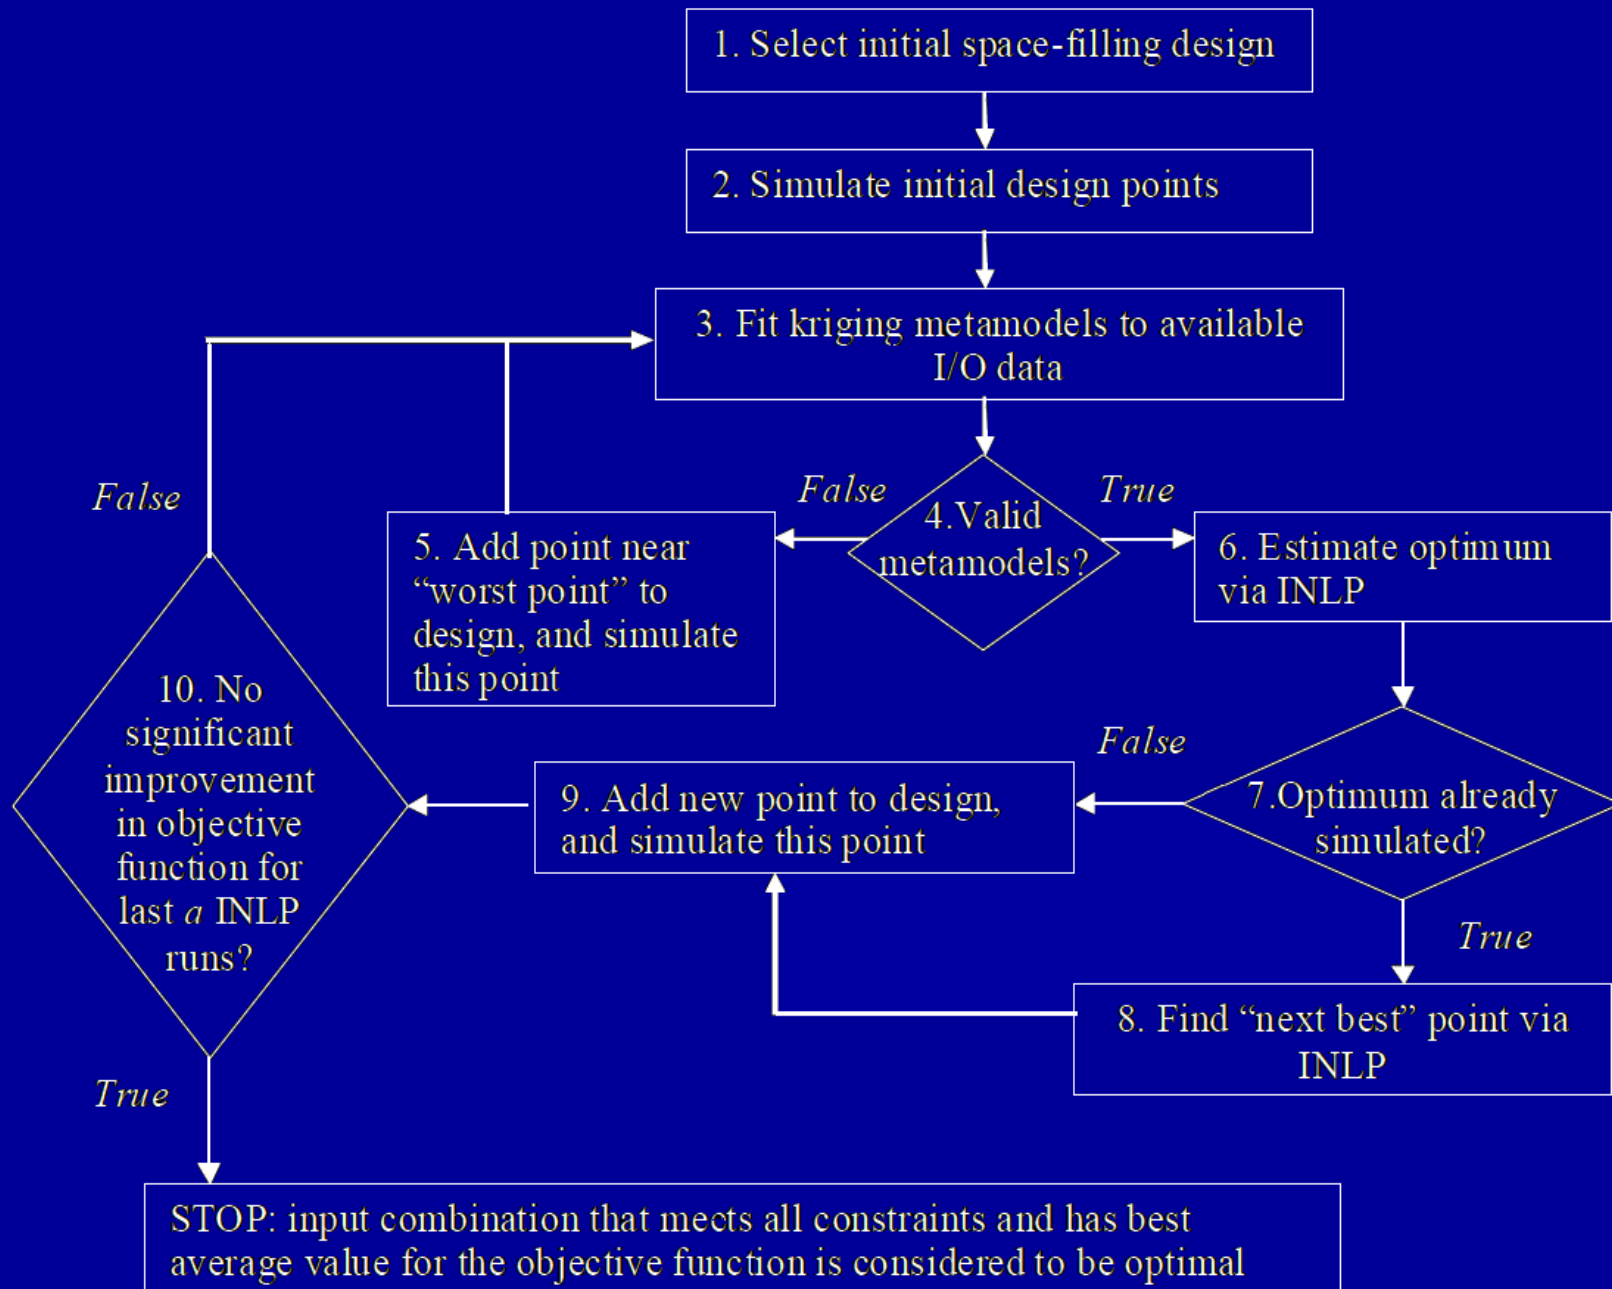 1. Select initial space-filling design
2. Simulate initial design points
3. Fit kriging metamodels to available
I/O data
False
False
True
4.Valid
metamodels?
5. Add point near
“worst point” to
design, and simulate
this point
6. Estimate optimum
via INLP
10. No
significant
improvement
in objective
function for
last a INLP
runs?
False
9. Add new point to design,
and simulate this point
7.Optimum already
simulated?
True
8. Find “next best” point via
INLP
True
STOP: input combination that meets all constraints and has best
average value for the objective function is considered to be optimal